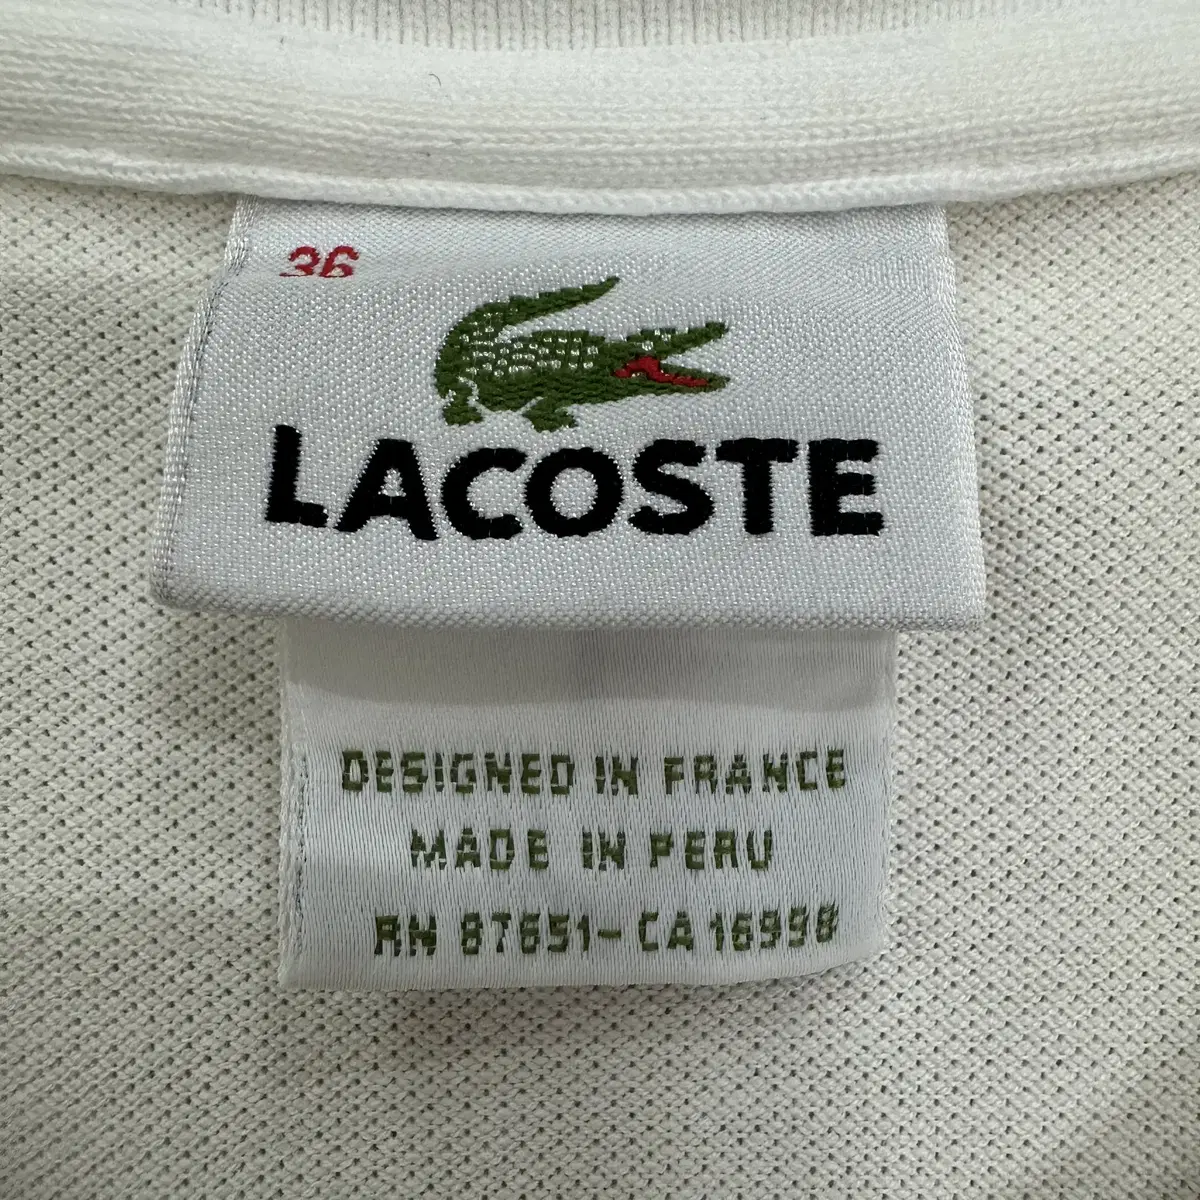 36
LACOSTE
DESIGNED IN FRANCE
MADE IN PERU
RN 87651-CA 16998